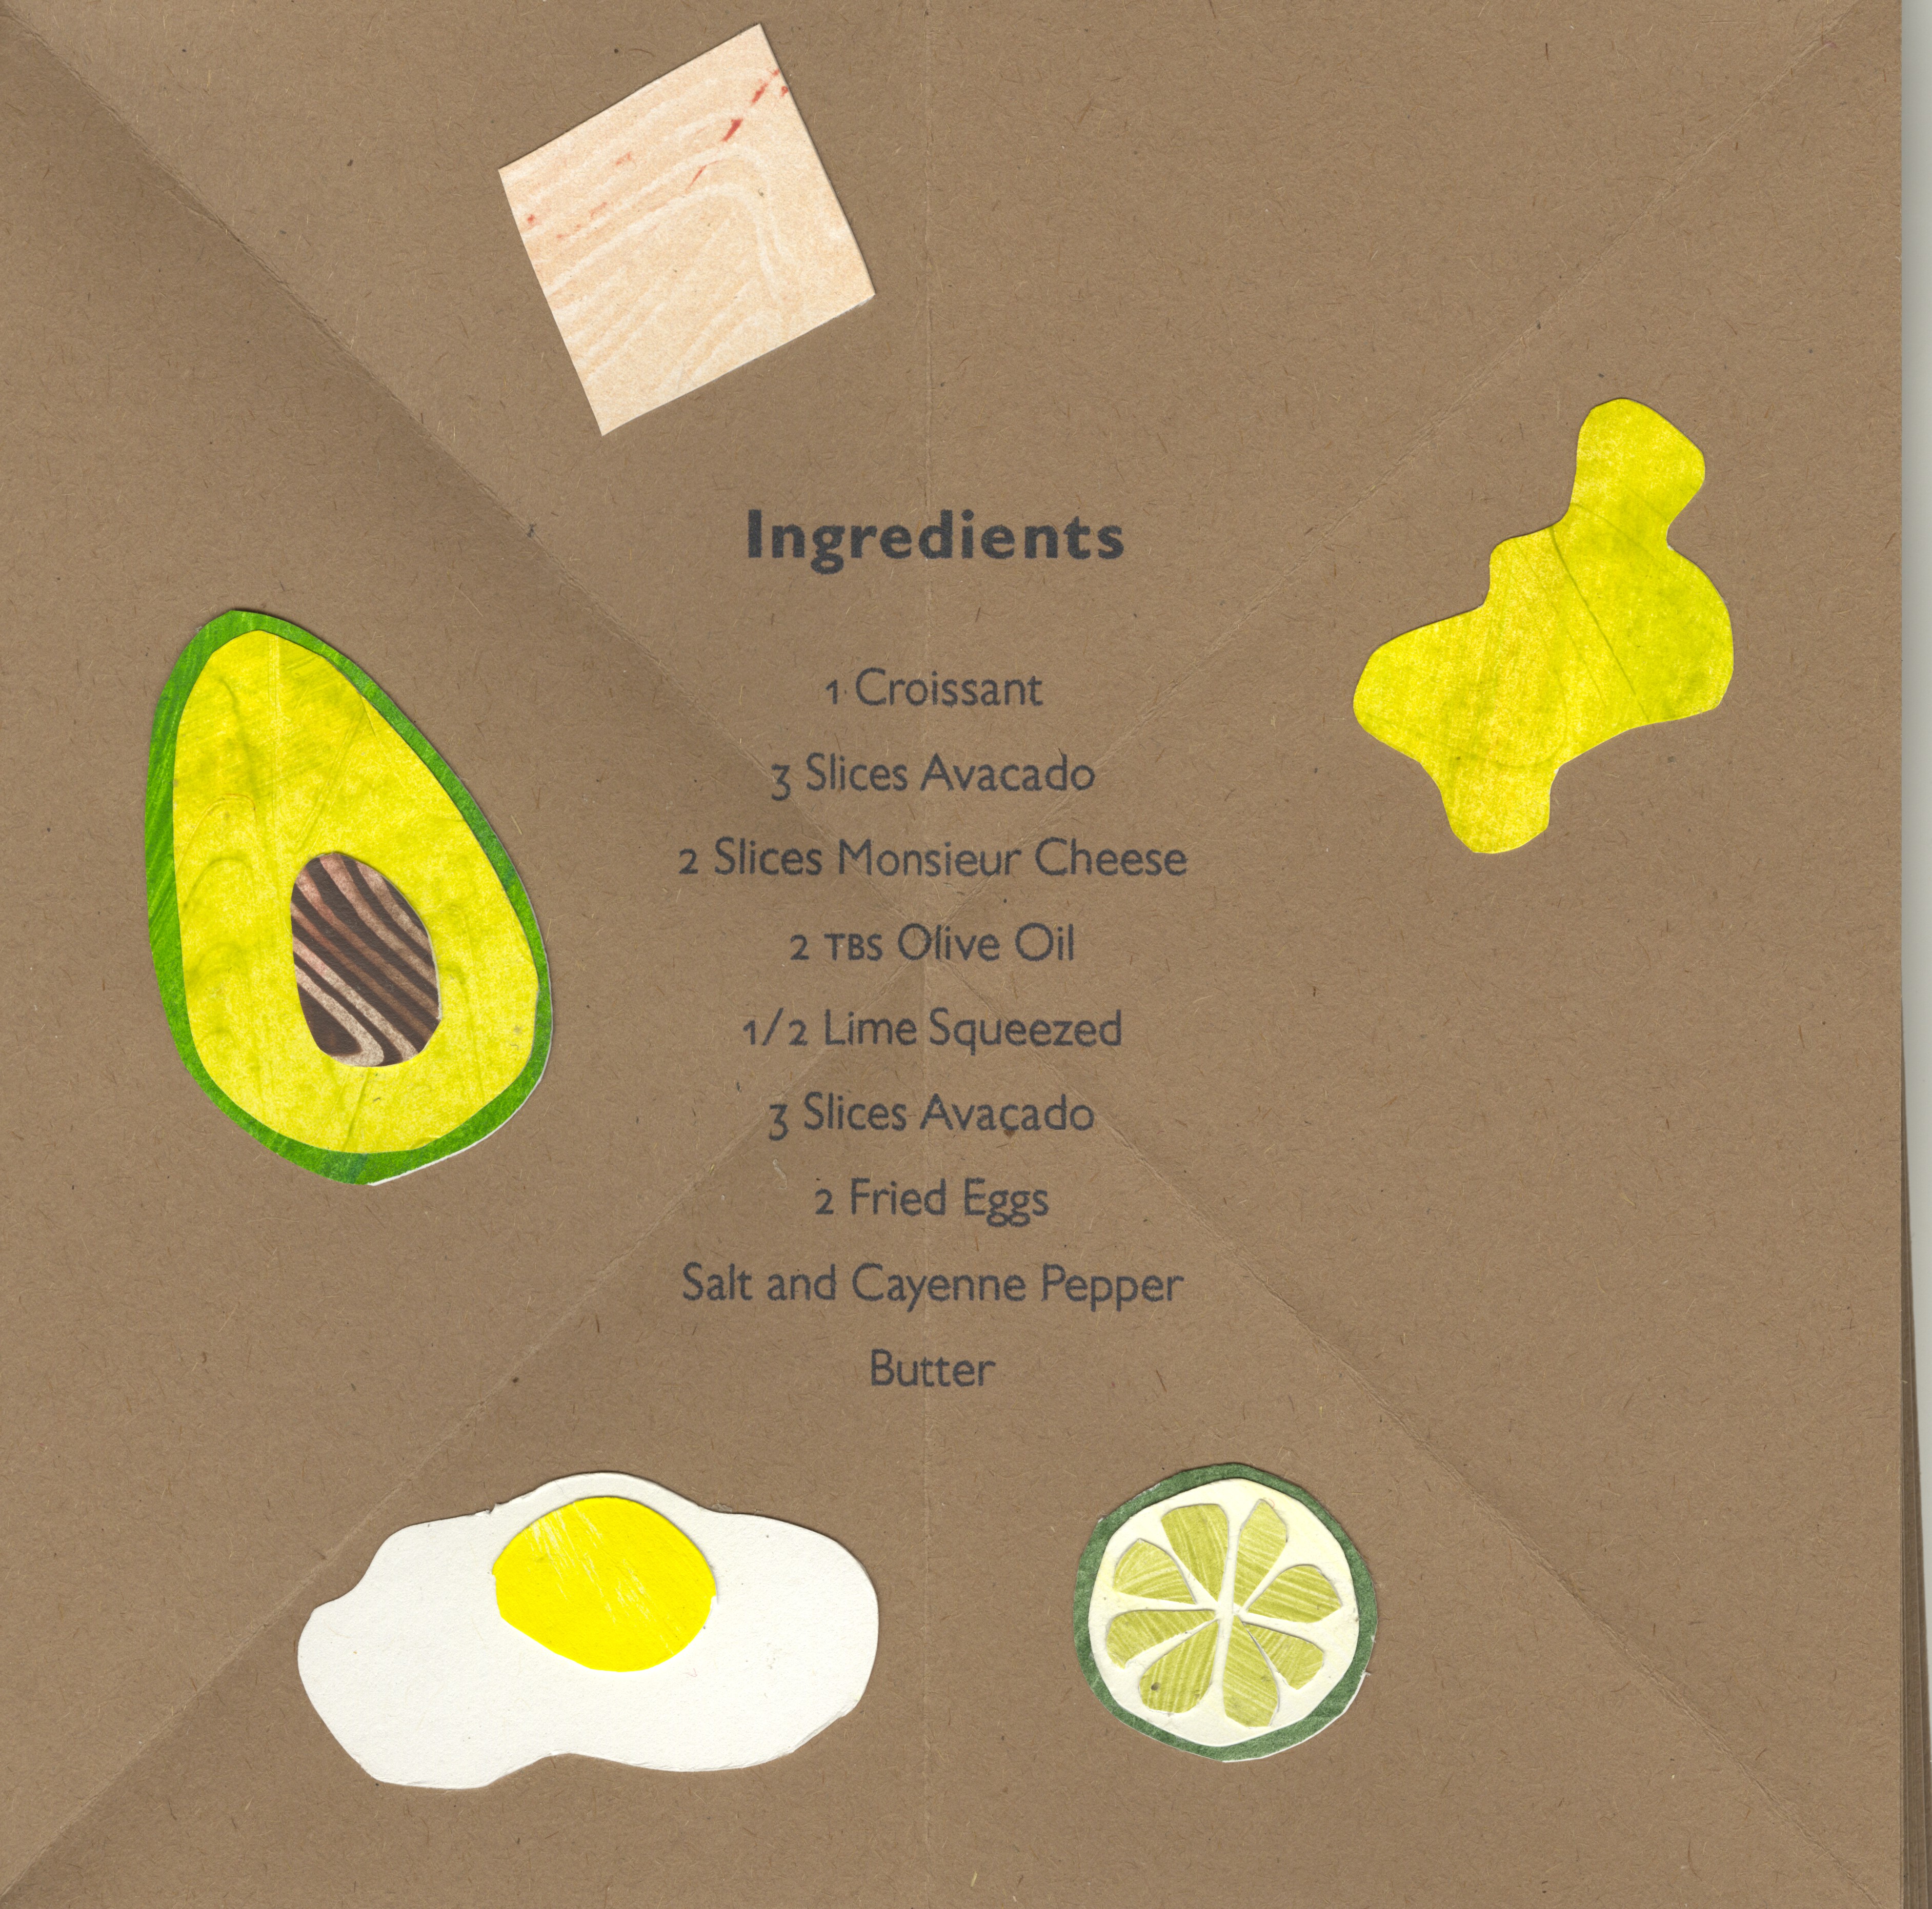 Ingredients
1 Croissant
3 Slices Avacado
2 Slices Monsieur Cheese
2 TBS Olive Oil
1/2 Lime Squeezed
3 Slices Avacado
2 Fried Eggs
Salt and Cayenne Pepper
Butter